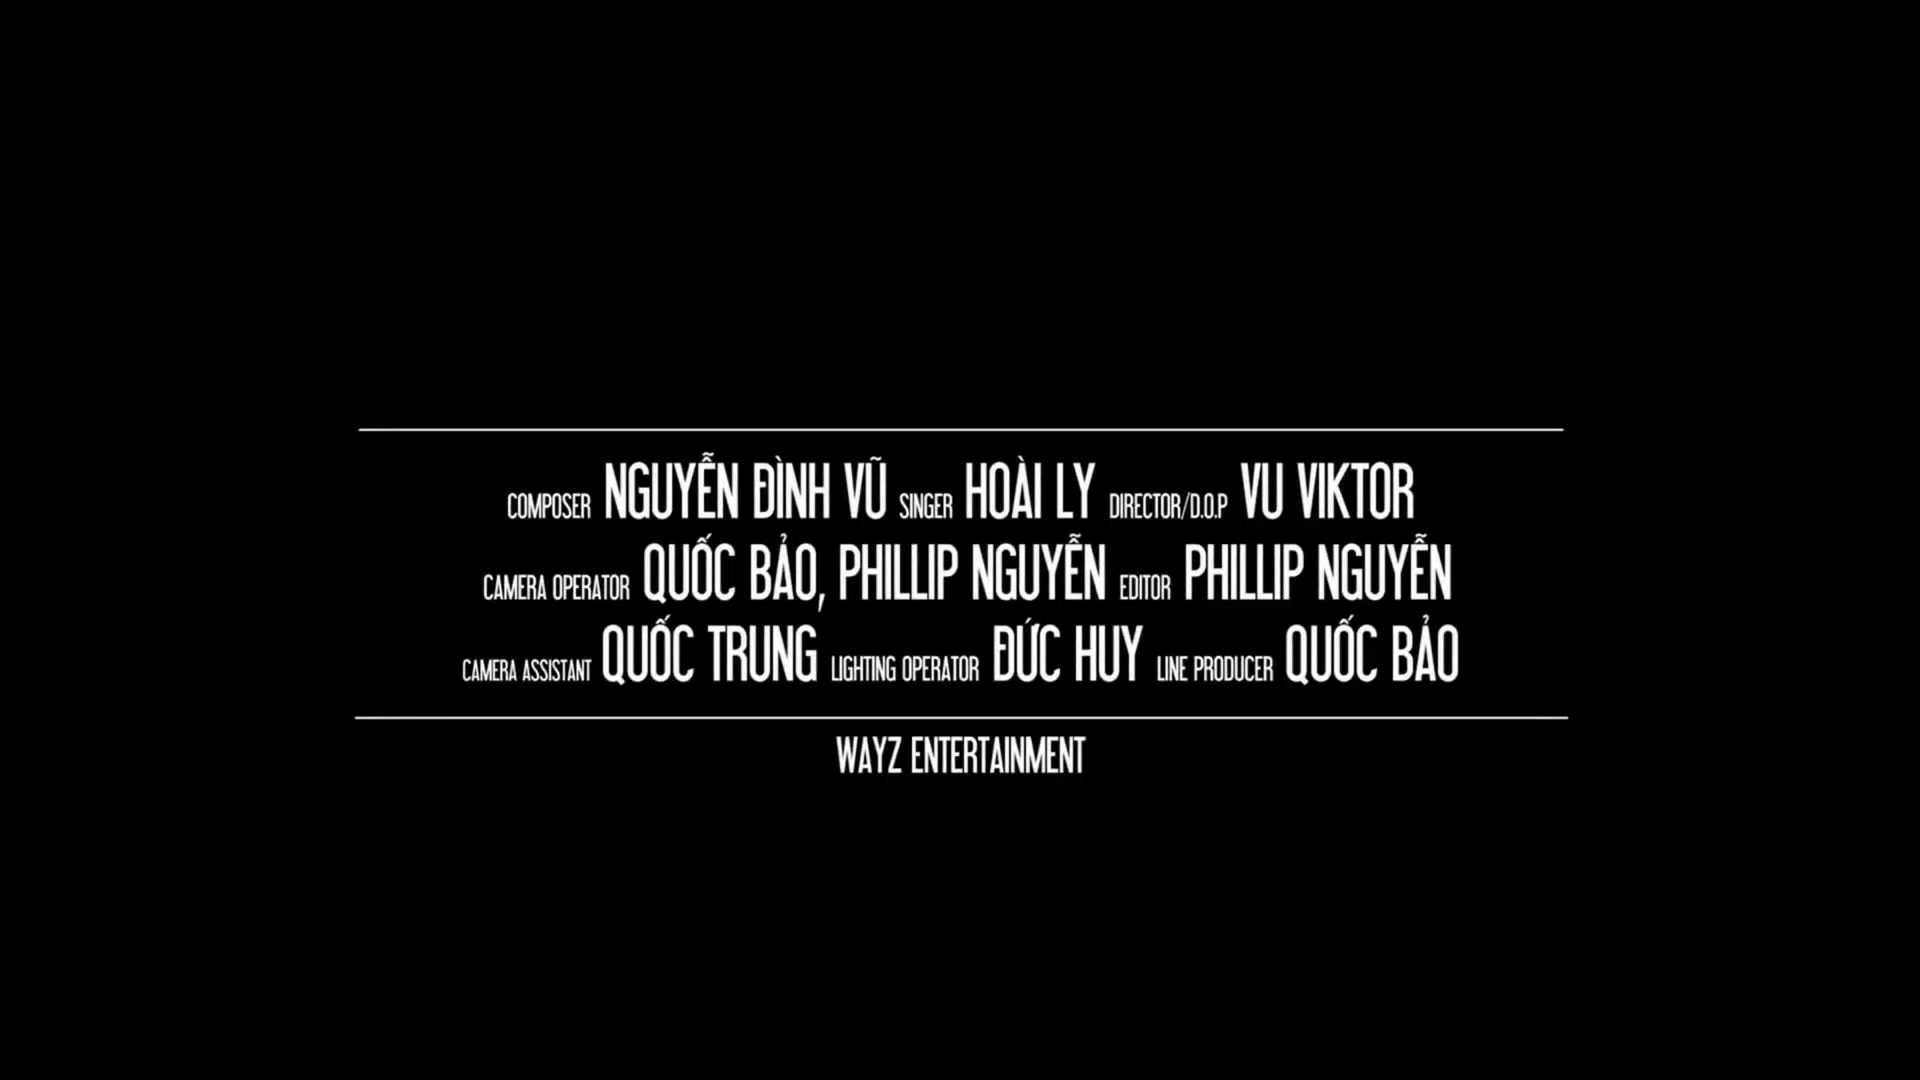 COMPOSER NGUYỄN ĐÌNH VŨ SINGER HOÀI LY DIRECTOR/D.O.P VU VIKTOR
CAMERA OPERATOR QUỐC BẢO, PHILLIP NGUYỄN EDITOR PHILLIP NGUYỄN
CAMERA ASSISTANT QUỐC TRUNG LIGHTING OPERATOR ĐỨC HUY LINE PRODUCER QUỐC BẢO
WAYZ ENTERTAINMENT